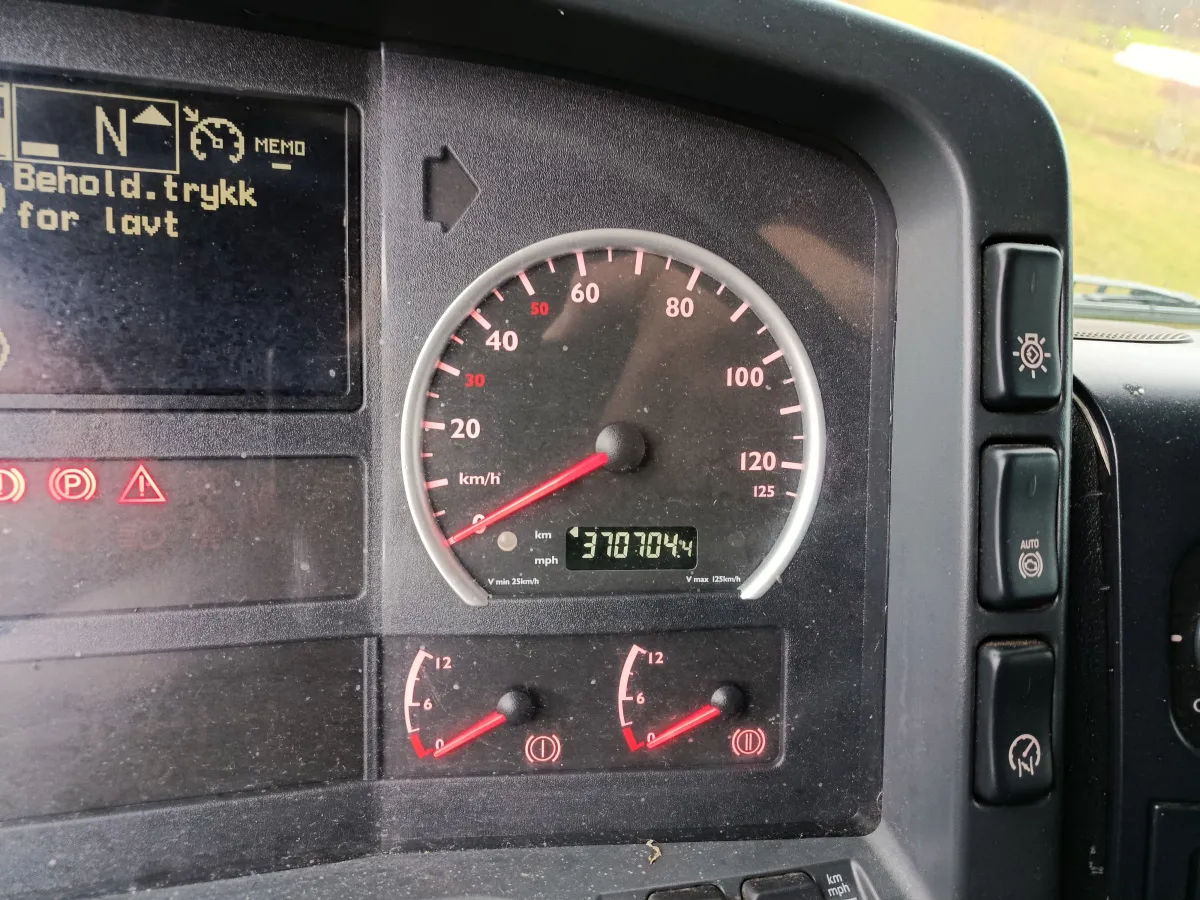 N
MEMO
Behold.trykk
for lavt
P
60
50
80
40
30
100
20
km/h
120
125
0
km
370704.4
mph
V min 25km/h
V max 125km/h
12
6
0
12
6
0
AUTO
N
km
mph